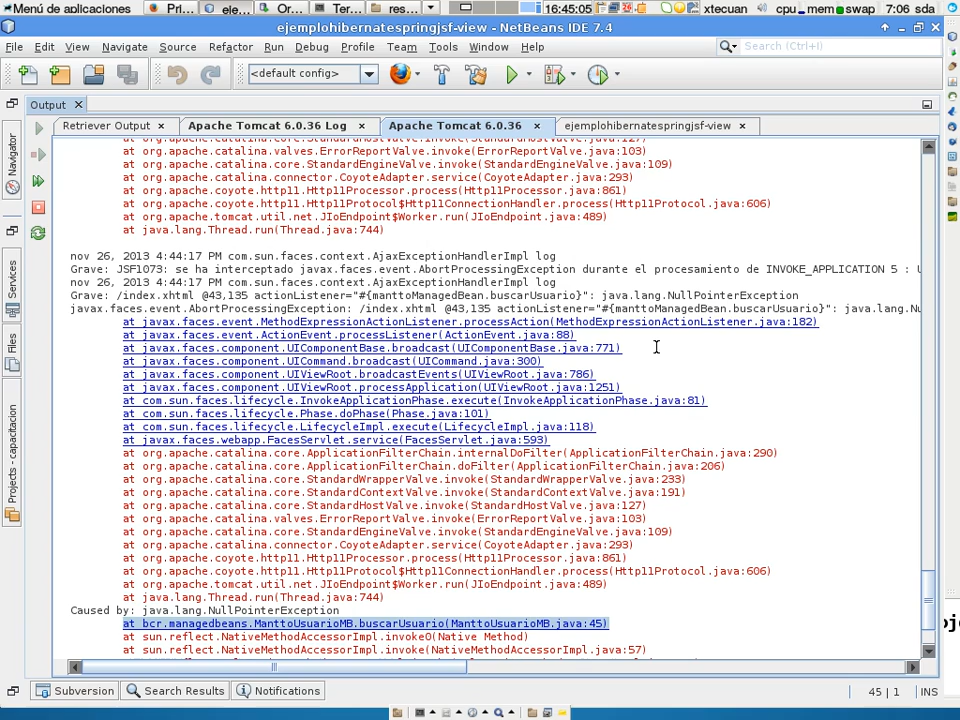 Menú de aplicaciones
Pri...
ele...
Or...
Ter...
res...
16:45:05
xtecuan
cpu
mem
swap
7:06
sda
ejemplohibernatespringjsf-view - NetBeans IDE 7.4
File Edit View Navigate Source Refactor Run Debug Profile Team Tools Window Help
Search (Ctrl+I)
<default config>
Output
Retriever Output
Apache Tomcat 6.0.36 Log
Apache Tomcat 6.0.36
ejemplohibernatespringjsf-view
Navigator
Services
Files
Projects - capacitacion
at org.apache.catalina.valves.ErrorReportValve.invoke(ErrorReportValve.java:103)
at org.apache.catalina.core.StandardEngineValve.invoke(StandardEngineValve.java:109)
at org.apache.catalina.connector.CoyoteAdapter.service(CoyoteAdapter.java:293)
at org.apache.coyote.http11.Http11Processor.process(Http11Processor.java:861)
at org.apache.coyote.http11.Http11Protocol$Http11ConnectionHandler.process(Http11Protocol.java:606)
at org.apache.tomcat.util.net.JIoEndpoint$Worker.run(JIoEndpoint.java:489)
at java.lang.Thread.run(Thread.java:744)
nov 26, 2013 4:44:17 PM com.sun.faces.context.AjaxExceptionHandlerImpl log
Grave: JSF1073: se ha interceptado javax.faces.event.AbortProcessingException durante el procesamiento de INVOKE_APPLICATION 5 : U
nov 26, 2013 4:44:17 PM com.sun.faces.context.AjaxExceptionHandlerImpl log
Grave: /index.xhtml @43,135 actionListener="#{manttoManagedBean.buscarUsuario}": java.lang.NullPointerException
javax.faces.event.AbortProcessingException: /index.xhtml @43,135 actionListener="#{manttoManagedBean.buscarUsuario}": java.lang.Nu
at javax.faces.event.MethodExpressionActionListener.processAction(MethodExpressionActionListener.java:182)
at javax.faces.event.ActionEvent.processListener(ActionEvent.java:88)
at javax.faces.component.UIComponentBase.broadcast(UIComponentBase.java:771)
at javax.faces.component.UICommand.broadcast(UICommand.java:300)
at javax.faces.component.UIViewRoot.broadcastEvents(UIViewRoot.java:786)
at javax.faces.component.UIViewRoot.processApplication(UIViewRoot.java:1251)
at com.sun.faces.lifecycle.InvokeApplicationPhase.execute(InvokeApplicationPhase.java:81)
at com.sun.faces.lifecycle.Phase.doPhase(Phase.java:101)
at com.sun.faces.lifecycle.LifecycleImpl.execute(LifecycleImpl.java:118)
at javax.faces.webapp.FacesServlet.service(FacesServlet.java:593)
at org.apache.catalina.core.ApplicationFilterChain.internalDoFilter(ApplicationFilterChain.java:290)
at org.apache.catalina.core.ApplicationFilterChain.doFilter(ApplicationFilterChain.java:206)
at org.apache.catalina.core.StandardWrapperValve.invoke(StandardWrapperValve.java:233)
at org.apache.catalina.core.StandardContextValve.invoke(StandardContextValve.java:191)
at org.apache.catalina.core.StandardHostValve.invoke(StandardHostValve.java:127)
at org.apache.catalina.valves.ErrorReportValve.invoke(ErrorReportValve.java:103)
at org.apache.catalina.core.StandardEngineValve.invoke(StandardEngineValve.java:109)
at org.apache.catalina.connector.CoyoteAdapter.service(CoyoteAdapter.java:293)
at org.apache.coyote.http11.Http11Processor.process(Http11Processor.java:861)
at org.apache.coyote.http11.Http11Protocol$Http11ConnectionHandler.process(Http11Protocol.java:606)
at org.apache.tomcat.util.net.JIoEndpoint$Worker.run(JIoEndpoint.java:489)
at java.lang.Thread.run(Thread.java:744)
Caused by: java.lang.NullPointerException
at bcr.managedbeans.ManttoUsuarioMB.buscarUsuario(ManttoUsuarioMB.java:45)
at sun.reflect.NativeMethodAccessorImpl.invoke0(Native Method)
at sun.reflect.NativeMethodAccessorImpl.invoke(NativeMethodAccessorImpl.java:57)
Subversion
Search Results
Notifications
45 | 1
INS